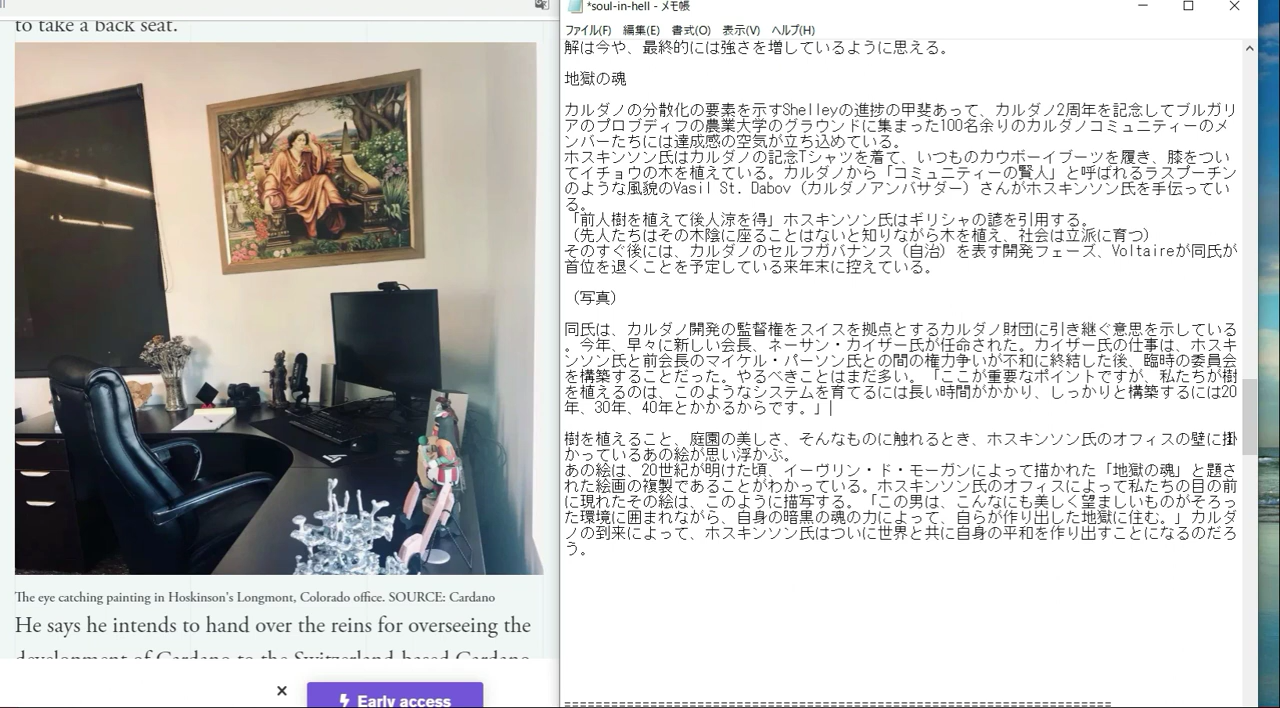 to take a back seat.
The eye catching painting in Hoskinson's Longmont, Colorado office. SOURCE: Cardano
He says he intends to hand over the reins for overseeing the
development of Cardano to the Switzerland-based Cardano
×
Early access
*soul-in-hell - メモ帳
ファイル(F) 編集(E) 書式(O) 表示(V) ヘルプ(H)
解は今や、最終的には強さを増しているように思える。
地獄の魂
カルダノの分散化の要素を示すShelleyの進捗の甲斐あって、カルダノ2周年を記念してブルガリ
アのプロブディフの農業大学のグラウンドに集まった100名余りのカルダノコミュニティーのメ
ンバーたちには達成感の空気が立ち込めている。
ホスキンソン氏はカルダノの記念Tシャツを着て、いつものカウボーイブーツを履き、膝をつい
てイチョウの木を植えている。カルダノから「コミュニティーの賢人」と呼ばれるラスプーチン
のような風貌のVasil St. Dabov（カルダノアンバサダー）さんがホスキンソン氏を手伝ってい
る。
「前人樹を植えて後人涼を得」ホスキンソン氏はギリシャの諺を引用する。
（先人たちはその木陰に座ることはないと知りながら木を植え、社会は立派に育つ）
そのすぐ後には、カルダノのセルフガバナンス（自治）を表す開発フェーズ、Voltaireが同氏が
首位を退くことを予定している来年末に控えている。
（写真）
同氏は、カルダノ開発の監督権をスイスを拠点とするカルダノ財団に引き継ぐ意思を示している
。今年、早々に新しい会長、ネーサン・カイザー氏が任命された。カイザー氏の仕事は、ホスキ
ンソン氏と前会長のマイケル・パーソン氏との間の権力争いが不和に終結した後、臨時の委員会
を構築することだった。やるべきことはまだ多い。「ここが重要なポイントですが、私たちが樹
を植えるのは、このようなシステムを育てるには長い時間がかかり、しっかりと構築するには20
年、30年、40年とかかるからです。」
樹を植えること、庭園の美しさ、そんなものに触れるとき、ホスキンソン氏のオフィスの壁に掛
かっているあの絵が思い浮かぶ。
あの絵は、20世紀が明けた頃、イーヴリン・ド・モーガンによって描かれた「地獄の魂」と題さ
れた絵画の複製であることがわかっている。ホスキンソン氏のオフィスによって私たちの目の前
に現れたその絵は、このように描写する。「この男は、こんなにも美しく望ましいものがそろっ
た環境に囲まれながら、自身の暗黒の魂の力によって、自らが作り出した地獄に住む。」カルダ
ノの到来によって、ホスキンソン氏はついに世界と共に自身の平和を作り出すことになるのだろ
う。